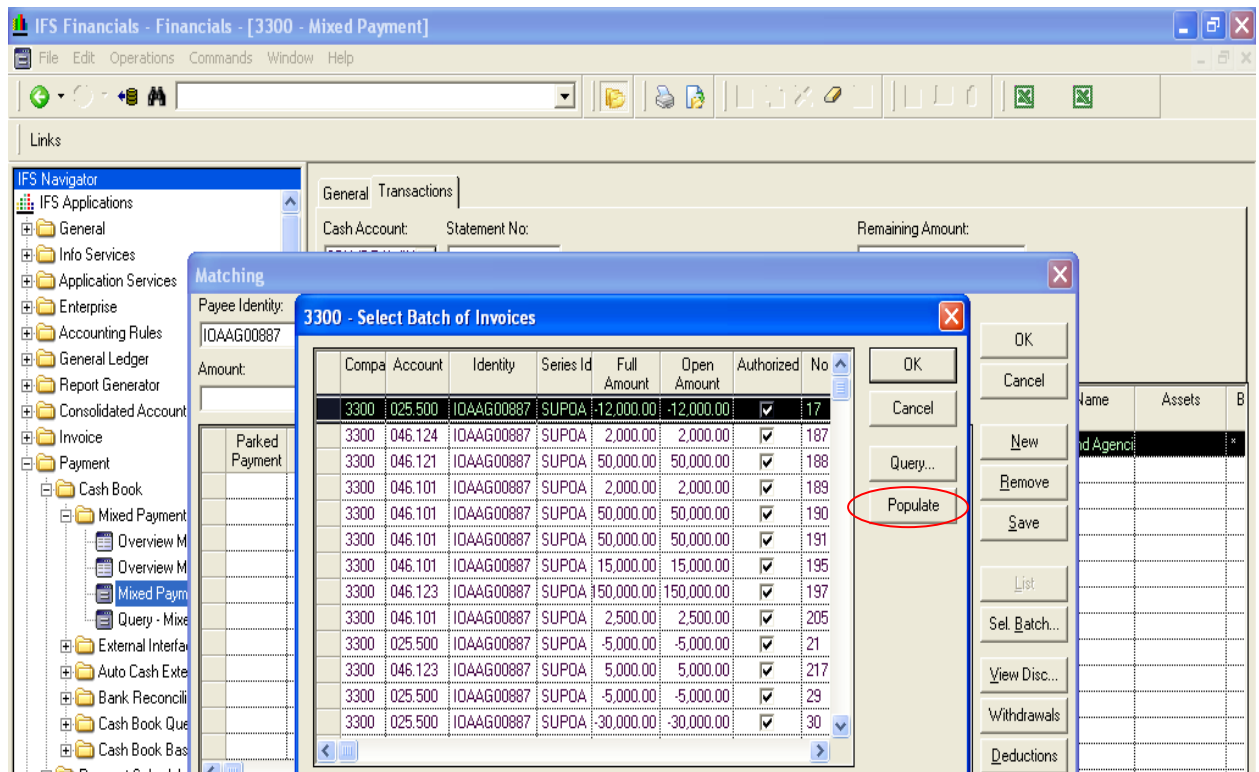 IFS Financials - Financials - [3300 - Mixed Payment]
File Edit Operations Commands Window Help
Links
IFS Navigator
IFS Applications
General
Info Services
Application Services
Enterprise
Accounting Rules
General Ledger
Report Generator
Consolidated Account
Invoice
Payment
Cash Book
Mixed Payment
Overview M
Overview M
Mixed Paym
Query - Mixe
External Interfa
Auto Cash Exte
Bank Reconcili
Cash Book Que
Cash Book Bas
General Transactions
Cash Account: Statement No: Remaining Amount:
Name Assets B
nd Agenci *
Matching
Payee Identity:
IOAAG00887
Amount:
Parked Payment
OK
Cancel
New
Remove
Save
List
Sel. Batch...
View Disc...
Withdrawals
Deductions
3300 - Select Batch of Invoices
Compa Account Identity Series Id Full Amount Open Amount Authorized No
3300 025.500 IOAAG00887 SUPOA -12,000.00 -12,000.00 17
3300 046.124 IOAAG00887 SUPOA 2,000.00 2,000.00 187
3300 046.121 IOAAG00887 SUPOA 50,000.00 50,000.00 188
3300 046.101 IOAAG00887 SUPOA 2,000.00 2,000.00 189
3300 046.101 IOAAG00887 SUPOA 50,000.00 50,000.00 190
3300 046.101 IOAAG00887 SUPOA 50,000.00 50,000.00 191
3300 046.101 IOAAG00887 SUPOA 15,000.00 15,000.00 195
3300 046.123 IOAAG00887 SUPOA 150,000.00 150,000.00 197
3300 046.101 IOAAG00887 SUPOA 2,500.00 2,500.00 205
3300 025.500 IOAAG00887 SUPOA -5,000.00 -5,000.00 21
3300 046.123 IOAAG00887 SUPOA 5,000.00 5,000.00 217
3300 025.500 IOAAG00887 SUPOA -5,000.00 -5,000.00 29
3300 025.500 IOAAG00887 SUPOA -30,000.00 -30,000.00 30
OK
Cancel
Query...
Populate